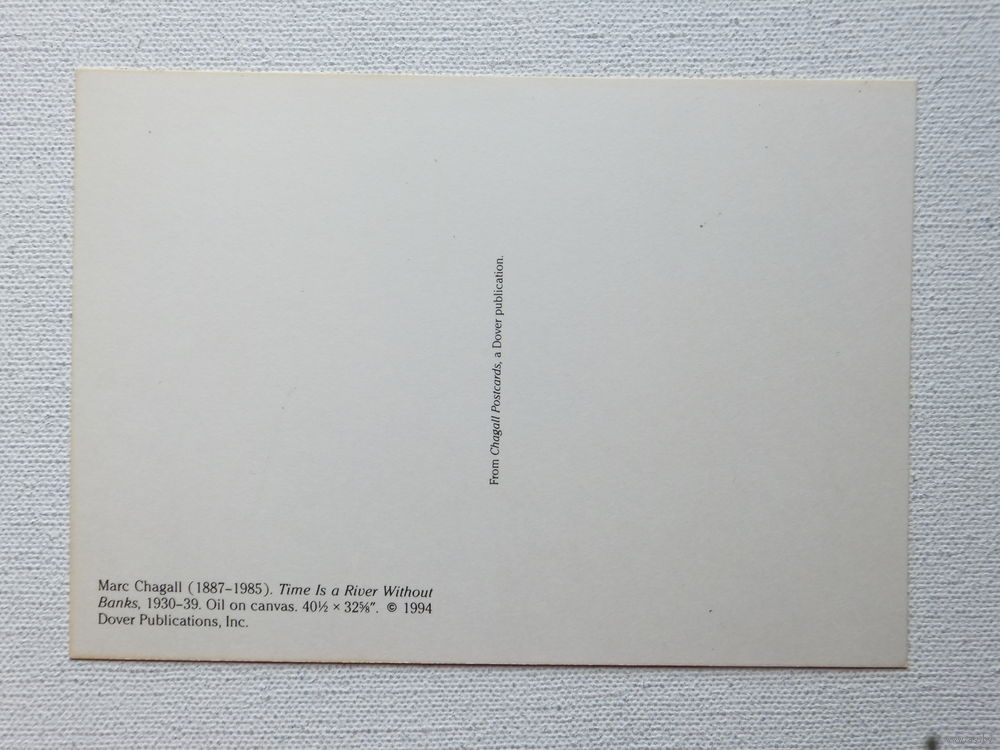 From Chagall Postcards, a Dover publication.
Marc Chagall (1887–1985). Time Is a River Without
Banks, 1930–39. Oil on canvas. 40½ × 32⅝″. © 1994
Dover Publications, Inc.